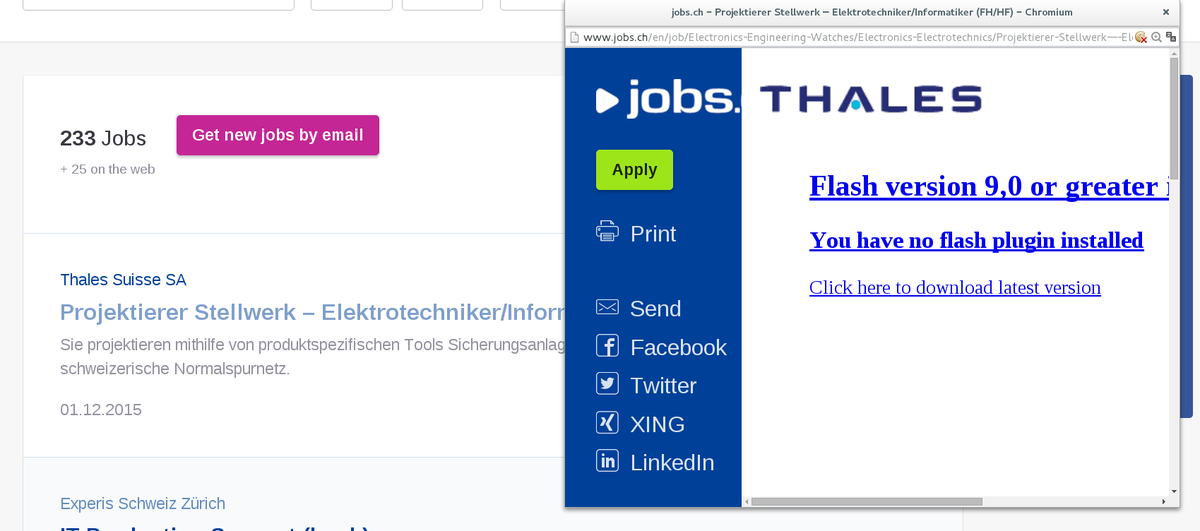 233 Jobs
Get new jobs by email
+ 25 on the web
Thales Suisse SA
Projektierer Stellwerk – Elektrotechniker/Infor
Sie projektieren mithilfe von produktspezifischen Tools Sicherungsanlag
schweizerische Normalspurnetz.
01.12.2015
Experis Schweiz Zürich
jobs.ch – Projektierer Stellwerk – Elektrotechniker/Informatiker (FH/HF) – Chromium
www.jobs.ch/en/job/Electronics-Engineering-Watches/Electronics-Electrotechnics/Projektierer-Stellwerk-–-El
jobs.
Apply
Print
Send
Facebook
Twitter
XING
LinkedIn
THALES
Flash version 9,0 or greater i
You have no flash plugin installed
Click here to download latest version